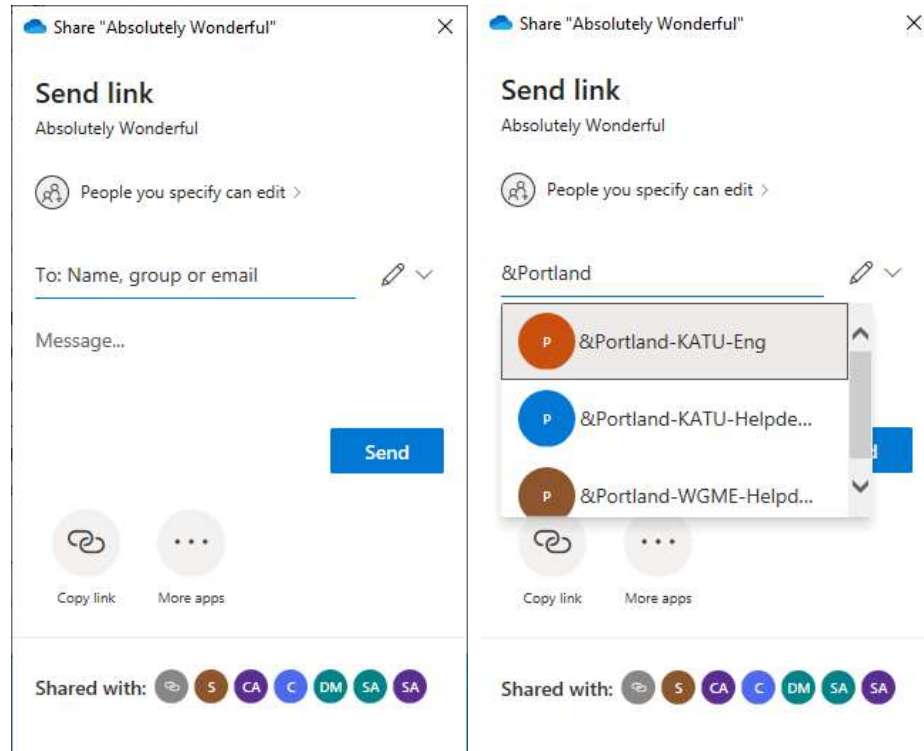 Share "Absolutely Wonderful"
Send link
Absolutely Wonderful
People you specify can edit >
To: Name, group or email
Message...
Send
Copy link
More apps
Shared with:
S
CA
C
DM
SA
SA
Share "Absolutely Wonderful"
Send link
Absolutely Wonderful
People you specify can edit >
&Portland
P
&Portland-KATU-Eng
P
&Portland-KATU-Helpde...
P
&Portland-WGME-Helpd...
Copy link
More apps
Shared with:
S
CA
C
DM
SA
SA